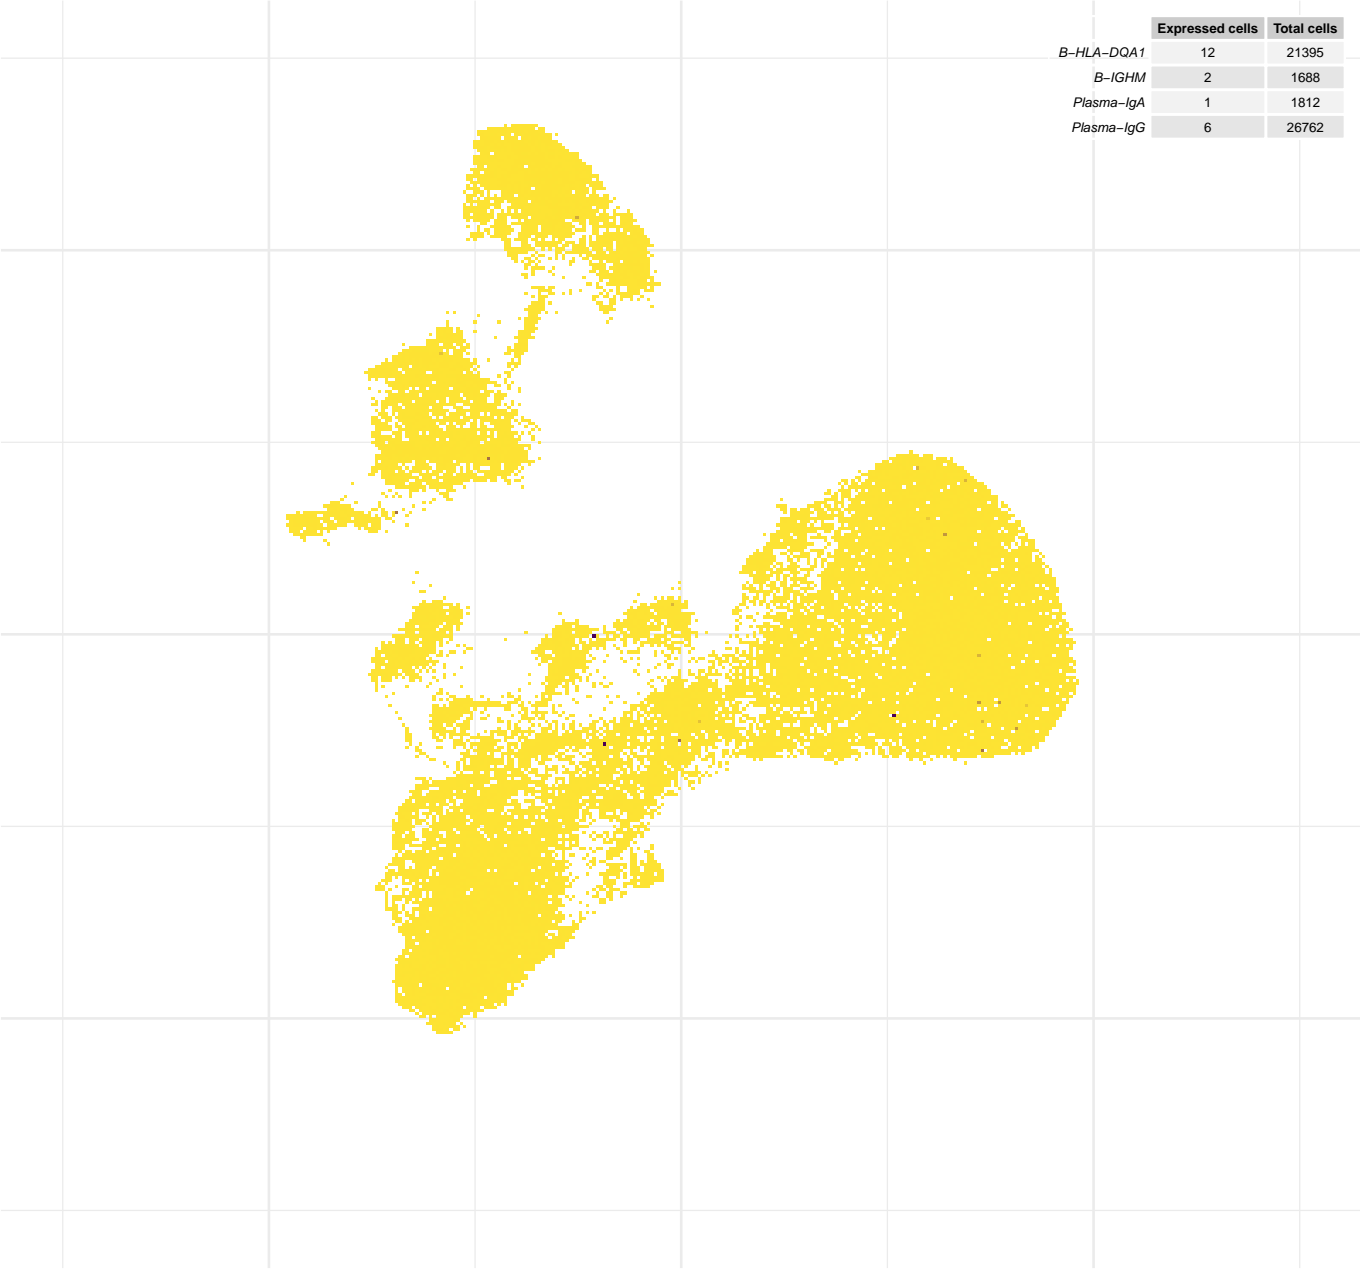 Expressed cells Total cells
B−HLA−DQA1 12 21395
B−IGHM 2 1688
Plasma−IgA 1 1812
Plasma−IgG 6 26762